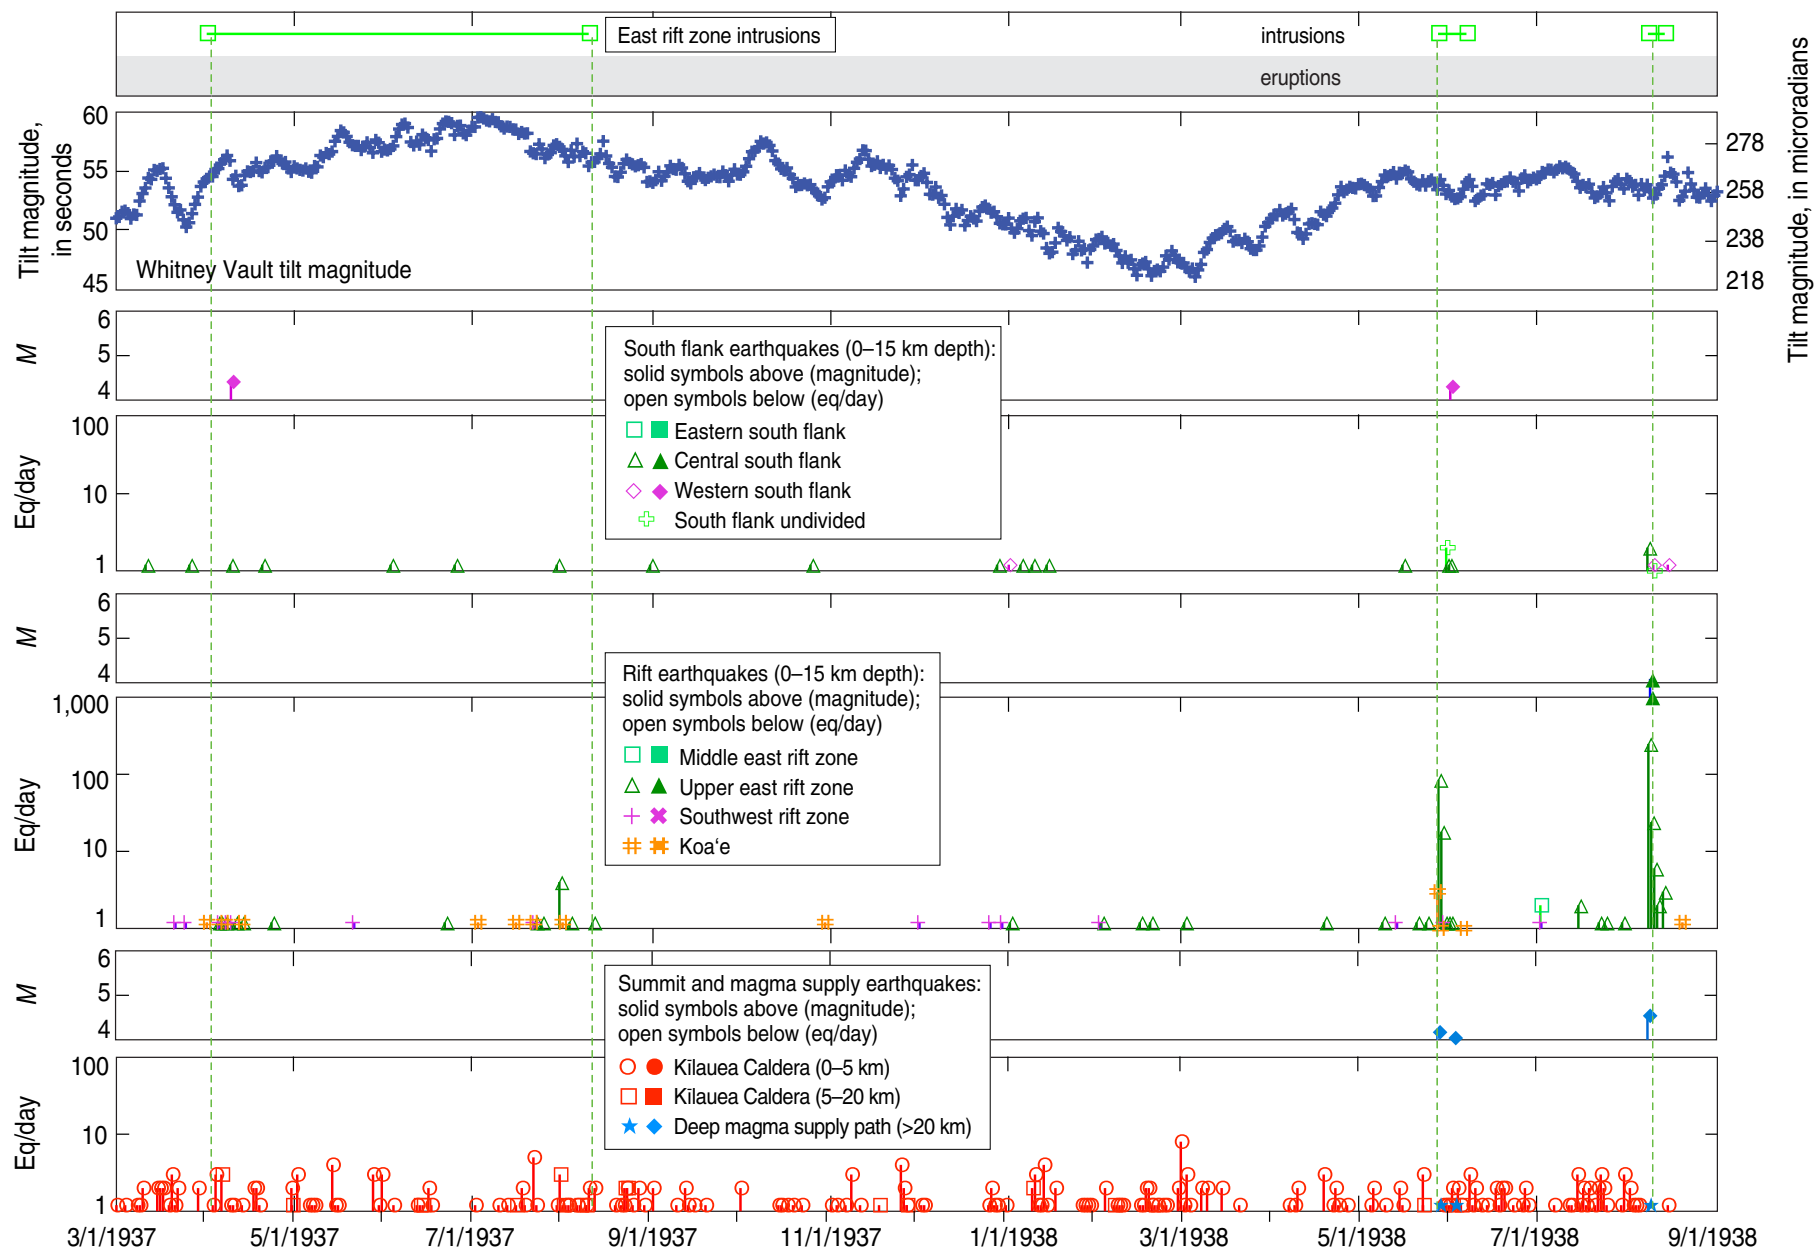 East rift zone intrusions
intrusions
eruptions
Tilt magnitude,
in seconds
60
55
50
45
Whitney Vault tilt magnitude
278
258
238
218
Tilt magnitude, in microradians
M
6
5
4
South flank earthquakes (0–15 km depth):
solid symbols above (magnitude);
open symbols below (eq/day)
Eastern south flank
Central south flank
Western south flank
South flank undivided
Eq/day
100
10
1
M
6
5
4
Rift earthquakes (0–15 km depth):
solid symbols above (magnitude);
open symbols below (eq/day)
Middle east rift zone
Upper east rift zone
Southwest rift zone
Koa‘e
Eq/day
1,000
100
10
1
M
6
5
4
Summit and magma supply earthquakes:
solid symbols above (magnitude);
open symbols below (eq/day)
Kīlauea Caldera (0–5 km)
Kīlauea Caldera (5–20 km)
Deep magma supply path (>20 km)
Eq/day
100
10
1
3/1/1937
5/1/1937
7/1/1937
9/1/1937
11/1/1937
1/1/1938
3/1/1938
5/1/1938
7/1/1938
9/1/1938